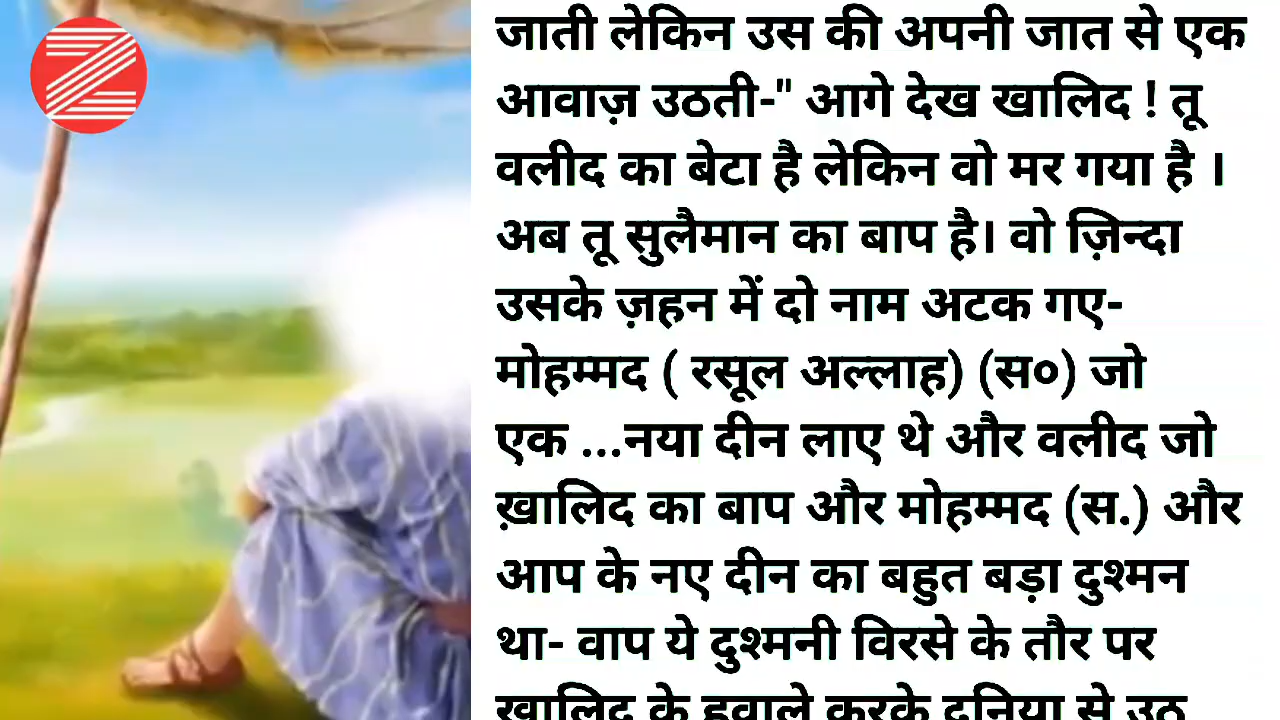 जाती लेकिन उस की अपनी जात से एक
आवाज़ उठती-" आगे देख खालिद ! तू
वलीद का बेटा है लेकिन वो मर गया है ।
अब तू सुलैमान का बाप है। वो ज़िन्दा
उसके ज़हन में दो नाम अटक गए-
मोहम्मद ( रसूल अल्लाह) (स०) जो
एक ...नया दीन लाए थे और वलीद जो
ख़ालिद का बाप और मोहम्मद (स.) और
आप के नए दीन का बहुत बड़ा दुश्मन
था- वाप ये दुश्मनी विरसे के तौर पर
खालिद के हवाले करके दुनिया से उठ